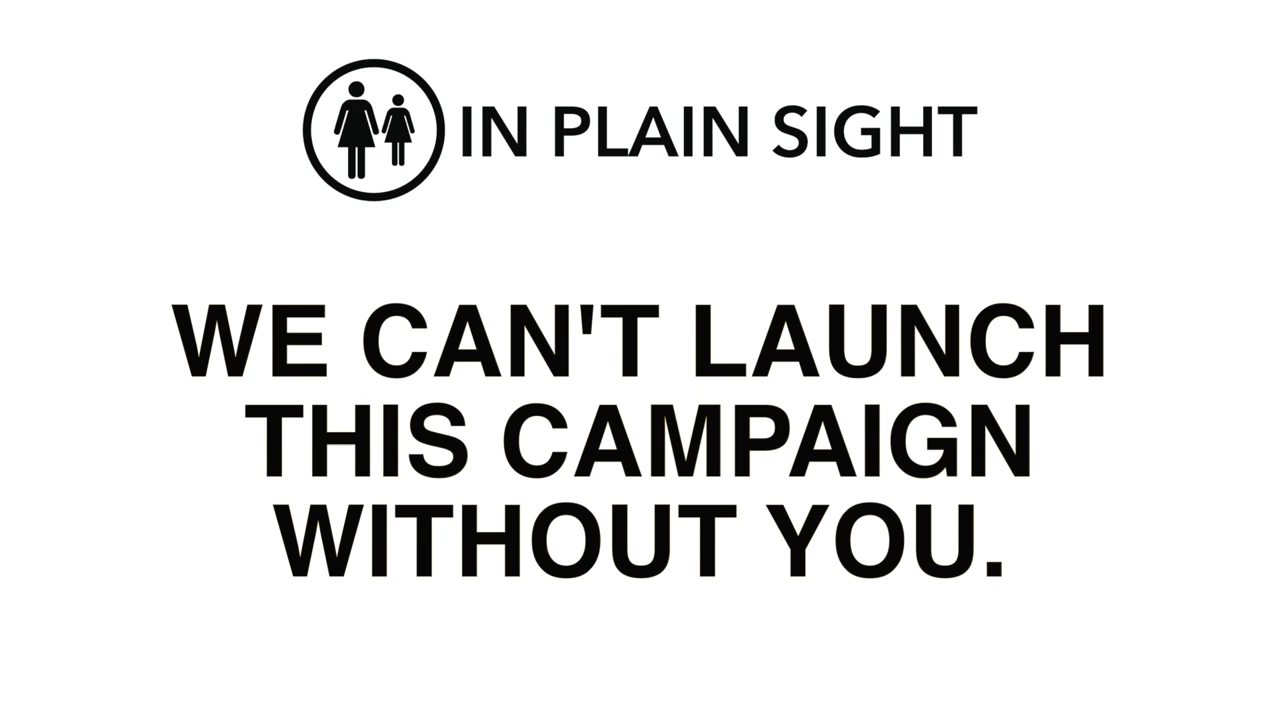 IN PLAIN SIGHT
WE CAN'T LAUNCH
THIS CAMPAIGN
WITHOUT YOU.